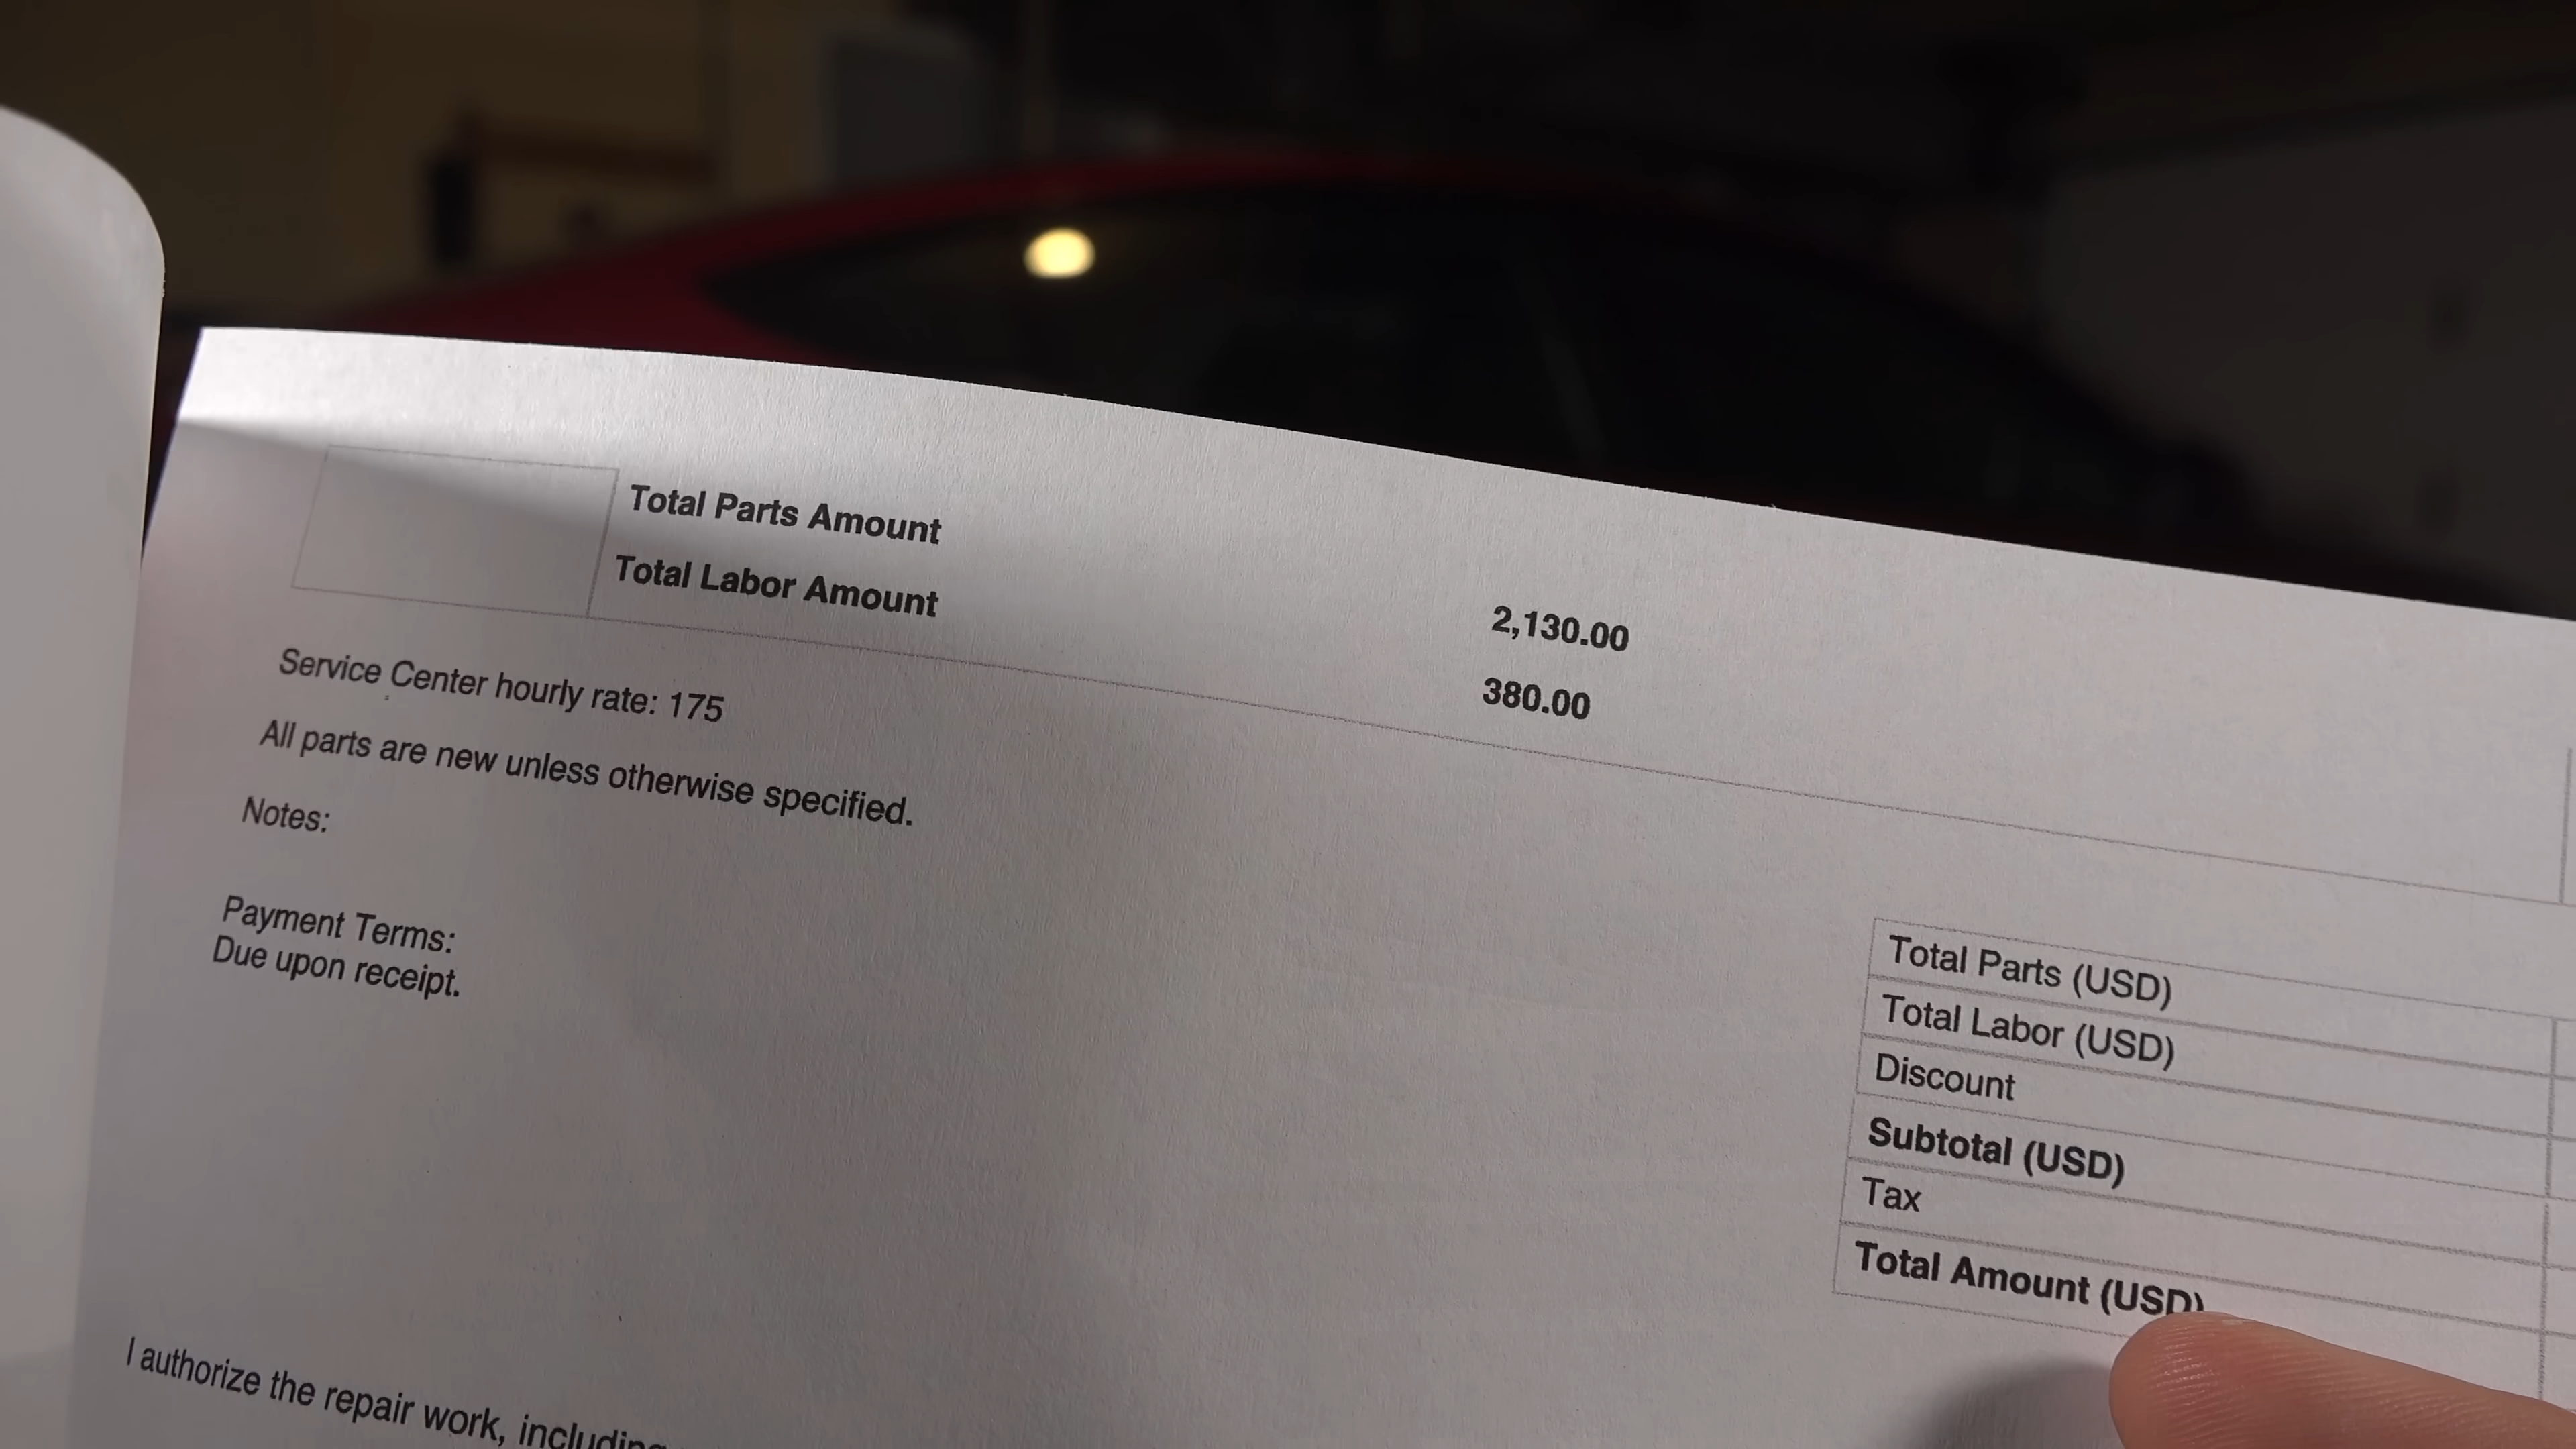 Total Parts Amount 2,130.00
Total Labor Amount 380.00
Service Center hourly rate: 175
All parts are new unless otherwise specified.
Notes:
Payment Terms:
Due upon receipt.
Total Parts (USD)
Total Labor (USD)
Discount
Subtotal (USD)
Tax
Total Amount (USD)
I authorize the repair work, including